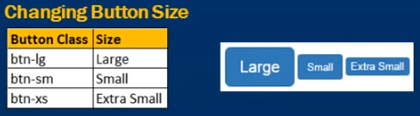 Changing Button Size
Button Class Size
btn-lg Large
btn-sm Small
btn-xs Extra Small
Large Small Extra Small